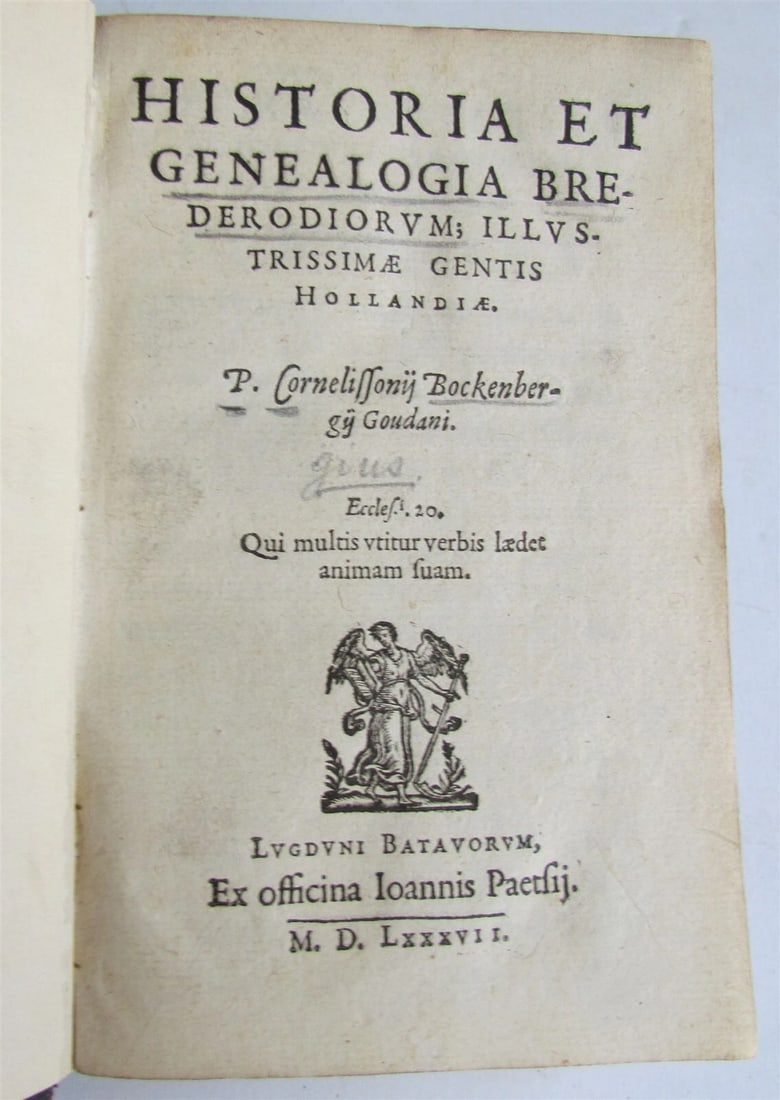 HISTORIA ET
GENEALOGIA BRE-
DERODIORVM; ILLVS-
TRISSIMÆ GENTIS
HOLLANDIÆ.
P. Corneliſſonij Bockenber-
gij Goudani.
gius.
Eccleſ.i. 20.
Qui multis vtitur verbis lædet
animam ſuam.
LVGDVNI BATAVORVM,
Ex officina Ioannis Paetſij.
M. D. LXXXVII.